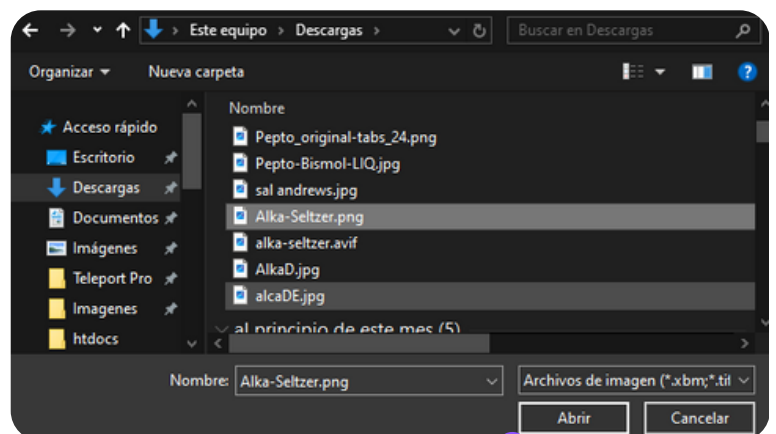 Este equipo > Descargas >
Buscar en Descargas
Organizar
Nueva carpeta
?
Nombre
Acceso rápido
Escritorio
Descargas
Documentos
Imágenes
Teleport Pro
Imagenes
htdocs
Pepto_original-tabs_24.png
Pepto-Bismol-LIQ.jpg
sal andrews.jpg
Alka-Seltzer.png
alka-seltzer.avif
AlkaD.jpg
alcaDE.jpg
al principio de este mes (5)
Nombre: Alka-Seltzer.png
Archivos de imagen (*.xbm;*.tif
Abrir
Cancelar